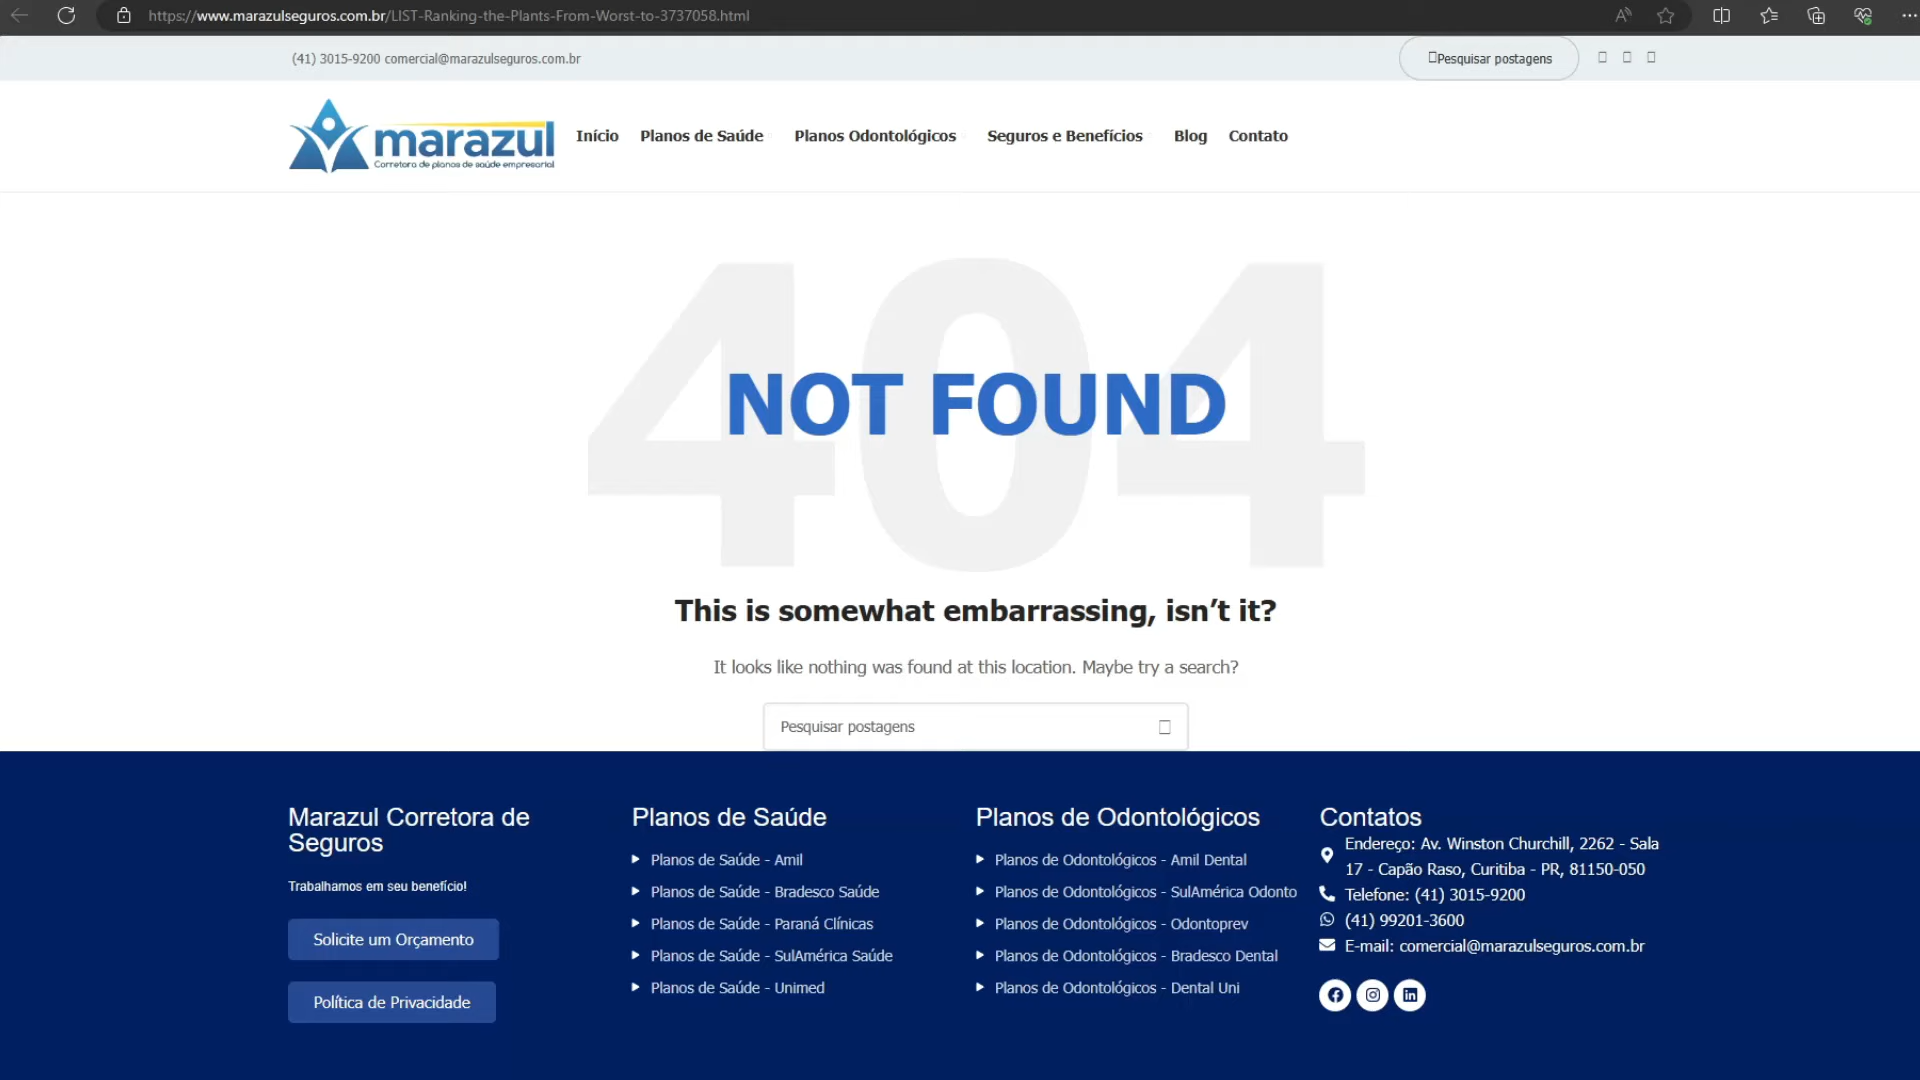 https://www.marazulseguros.com.br/LIST-Ranking-the-Plants-From-Worst-to-3737058.html
(41) 3015-9200 comercial@marazulseguros.com.br
Pesquisar postagens
marazul
Corretora de planos de saúde empresarial
Início Planos de Saúde Planos Odontológicos Seguros e Benefícios Blog Contato
404
NOT FOUND
This is somewhat embarrassing, isn’t it?
It looks like nothing was found at this location. Maybe try a search?
Pesquisar postagens
Marazul Corretora de
Seguros
Trabalhamos em seu benefício!
Solicite um Orçamento
Política de Privacidade
Planos de Saúde
Planos de Saúde - Amil
Planos de Saúde - Bradesco Saúde
Planos de Saúde - Paraná Clínicas
Planos de Saúde - SulAmérica Saúde
Planos de Saúde - Unimed
Planos de Odontológicos
Planos de Odontológicos - Amil Dental
Planos de Odontológicos - SulAmérica Odonto
Planos de Odontológicos - Odontoprev
Planos de Odontológicos - Bradesco Dental
Planos de Odontológicos - Dental Uni
Contatos
Endereço: Av. Winston Churchill, 2262 - Sala
17 - Capão Raso, Curitiba - PR, 81150-050
Telefone: (41) 3015-9200
(41) 99201-3600
E-mail: comercial@marazulseguros.com.br